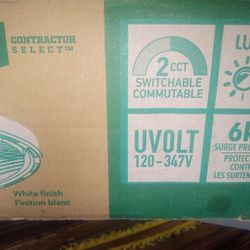 CONTRACTOR
SELECT™
2 CCT
SWITCHABLE
COMMUTABLE
LU
UVOLT
120-347V
6
SURGE PRO
PROTEC
CONT
LES SURTEN
White finish
Finition blanc